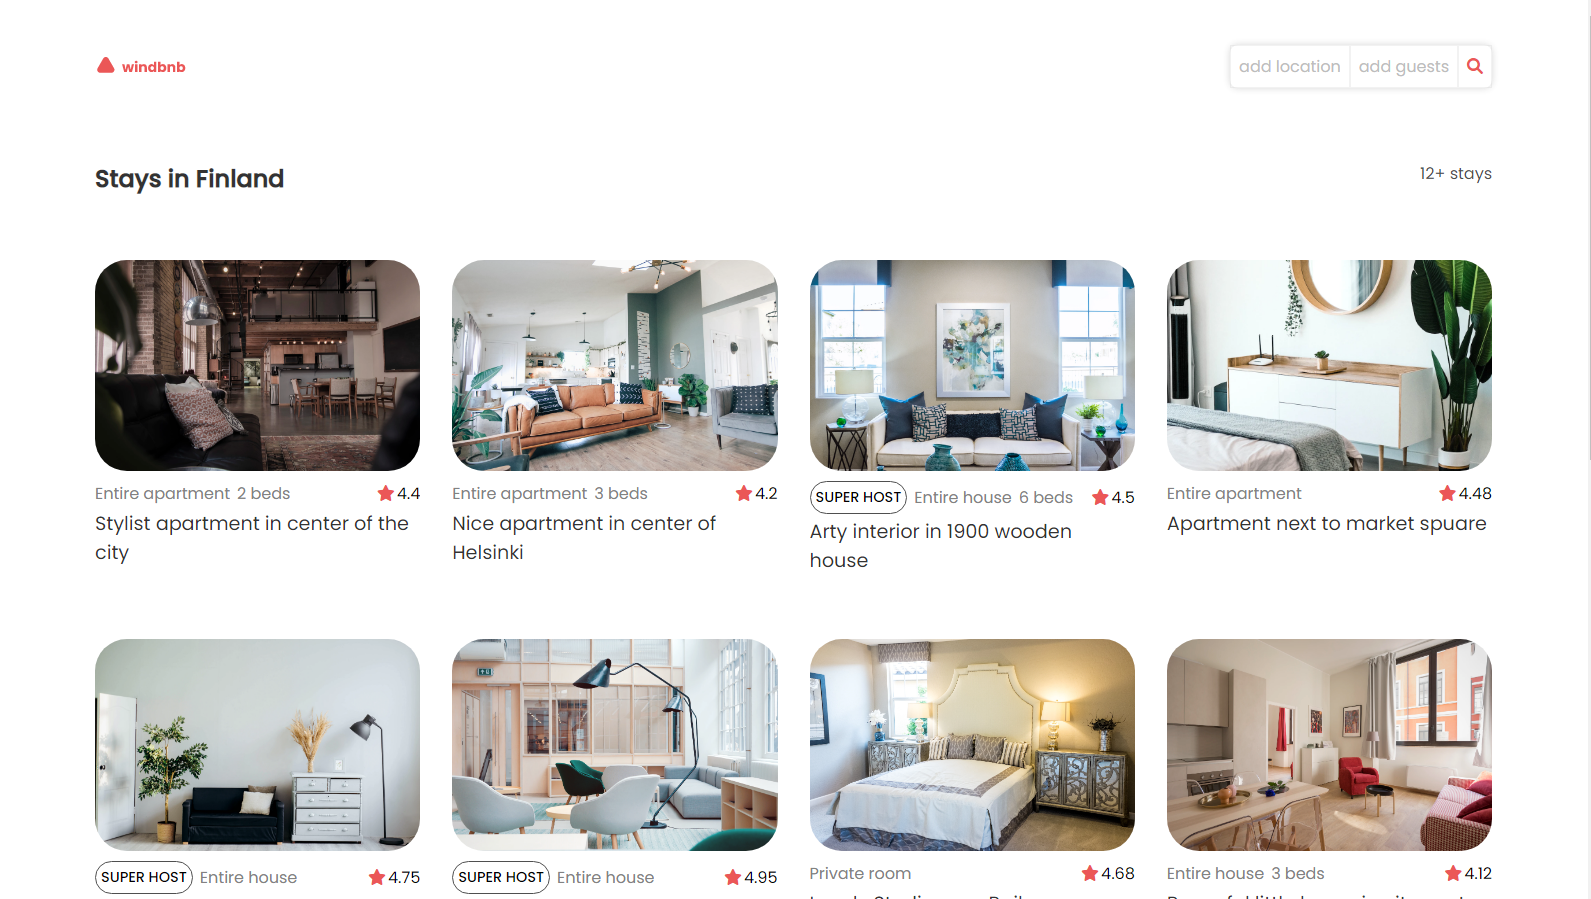 windbnb
add location add guests
Stays in Finland
12+ stays
Entire apartment 2 beds 4.4
Stylist apartment in center of the
city
Entire apartment 3 beds 4.2
Nice apartment in center of
Helsinki
SUPER HOST Entire house 6 beds 4.5
Arty interior in 1900 wooden
house
Entire apartment 4.48
Apartment next to market spuare
SUPER HOST Entire house 4.75
SUPER HOST Entire house 4.95
Private room 4.68
Entire house 3 beds 4.12